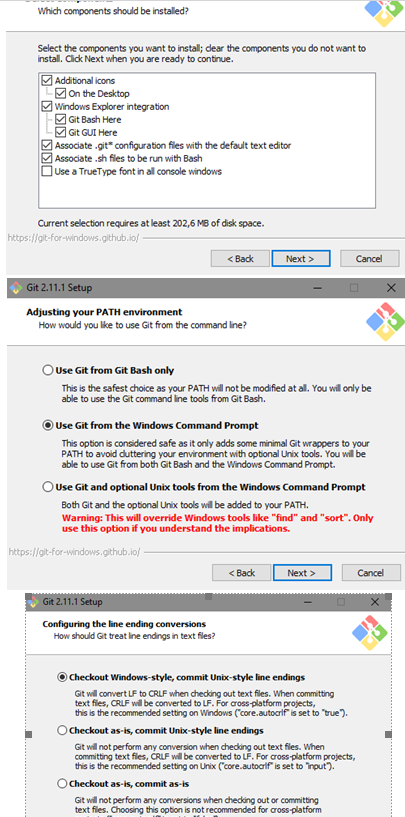 Which components should be installed?
Select the components you want to install; clear the components you do not want to
install. Click Next when you are ready to continue.
Additional icons
On the Desktop
Windows Explorer integration
Git Bash Here
Git GUI Here
Associate .git* configuration files with the default text editor
Associate .sh files to be run with Bash
Use a TrueType font in all console windows
Current selection requires at least 202,6 MB of disk space.
https://git-for-windows.github.io/
< Back
Next >
Cancel
Git 2.11.1 Setup
Adjusting your PATH environment
How would you like to use Git from the command line?
Use Git from Git Bash only
This is the safest choice as your PATH will not be modified at all. You will only be
able to use the Git command line tools from Git Bash.
Use Git from the Windows Command Prompt
This option is considered safe as it only adds some minimal Git wrappers to your
PATH to avoid cluttering your environment with optional Unix tools. You will be
able to use Git from both Git Bash and the Windows Command Prompt.
Use Git and optional Unix tools from the Windows Command Prompt
Both Git and the optional Unix tools will be added to your PATH.
Warning: This will override Windows tools like "find" and "sort". Only
use this option if you understand the implications.
https://git-for-windows.github.io/
< Back
Next >
Cancel
Git 2.11.1 Setup
Configuring the line ending conversions
How should Git treat line endings in text files?
Checkout Windows-style, commit Unix-style line endings
Git will convert LF to CRLF when checking out text files. When committing
text files, CRLF will be converted to LF. For cross-platform projects,
this is the recommended setting on Windows ("core.autocrlf" is set to "true").
Checkout as-is, commit Unix-style line endings
Git will not perform any conversion when checking out text files. When
committing text files, CRLF will be converted to LF. For cross-platform projects,
this is the recommended setting on Unix ("core.autocrlf" is set to "input").
Checkout as-is, commit as-is
Git will not perform any conversions when checking out or committing
text files. Choosing this option is not recommended for cross-platform